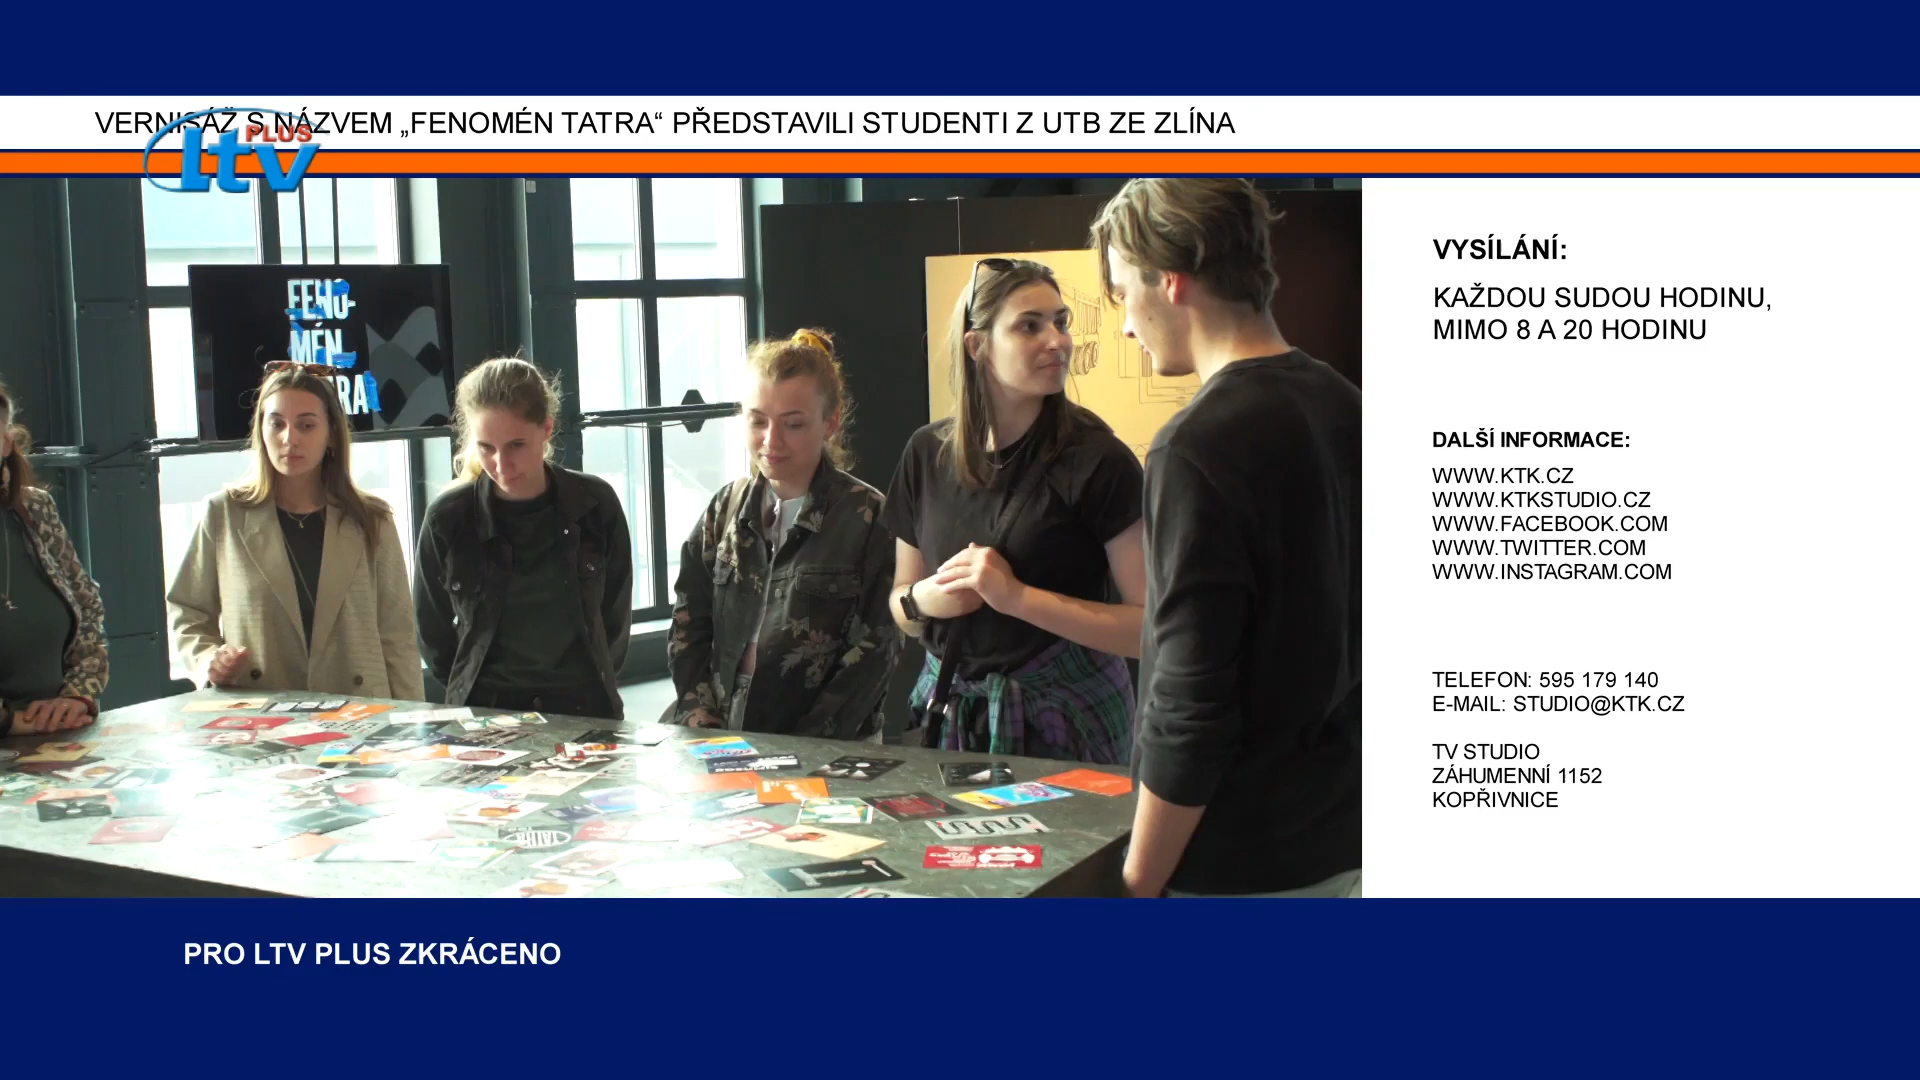 VERNISÁŽ S NÁZVEM „FENOMÉN TATRA“ PŘEDSTAVILI STUDENTI Z UTB ZE ZLÍNA
ltv PLUS
FENO-
MÉN
RA
VYSÍLÁNÍ:
KAŽDOU SUDOU HODINU,
MIMO 8 A 20 HODINU
DALŠÍ INFORMACE:
WWW.KTK.CZ
WWW.KTKSTUDIO.CZ
WWW.FACEBOOK.COM
WWW.TWITTER.COM
WWW.INSTAGRAM.COM
TELEFON: 595 179 140
E-MAIL: STUDIO@KTK.CZ
TV STUDIO
ZÁHUMENNÍ 1152
KOPŘIVNICE
TATRA
PRO LTV PLUS ZKRÁCENO